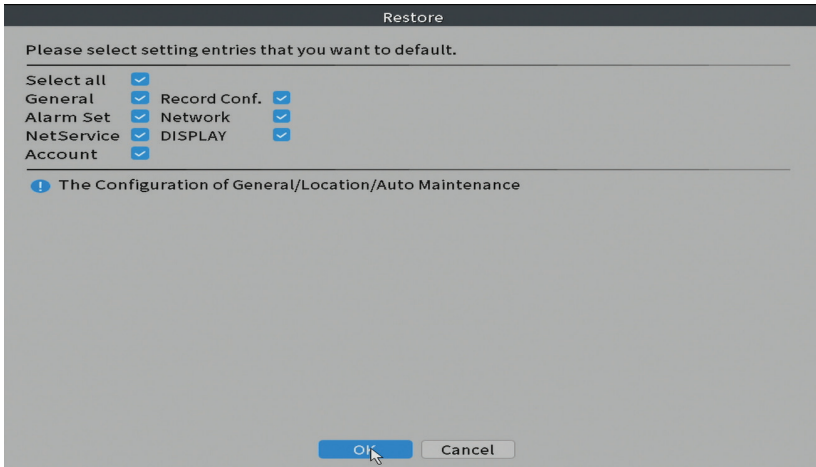 Restore
Please select setting entries that you want to default.
Select all
General Record Conf.
Alarm Set Network
NetService DISPLAY
Account
The Configuration of General/Location/Auto Maintenance
OK Cancel